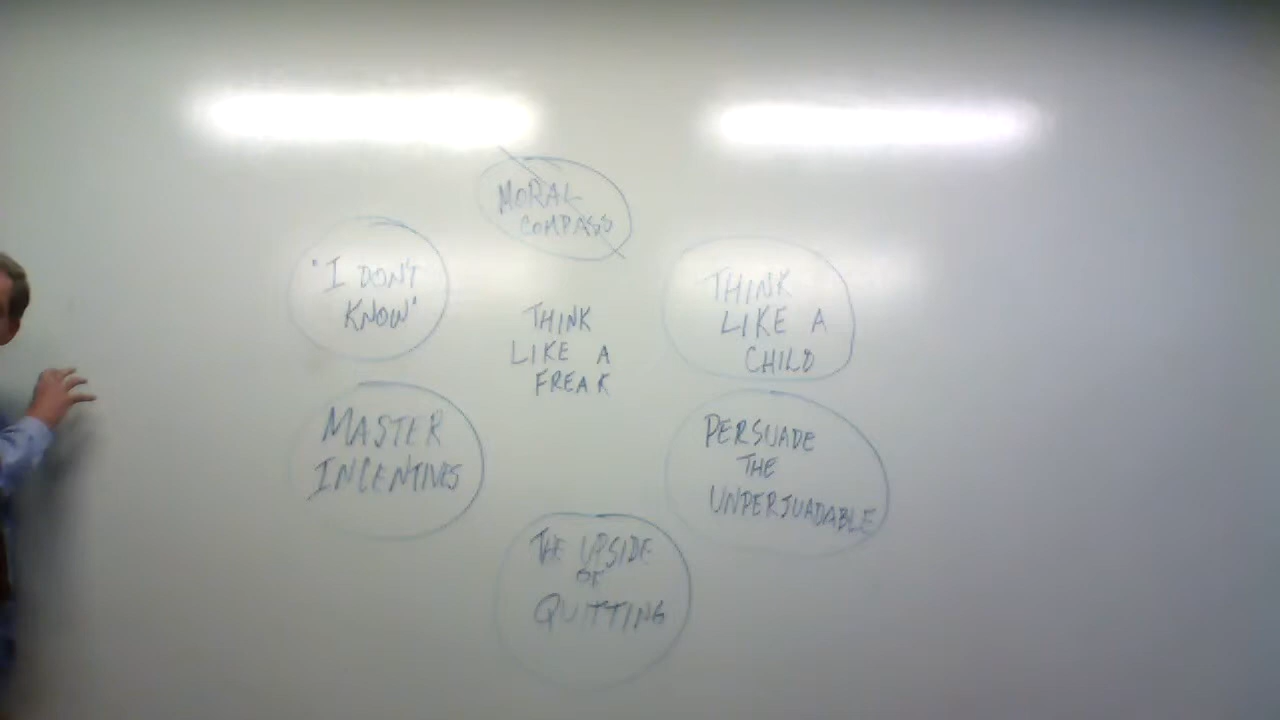 MORAL
COMPASS
"I DON'T
KNOW"
THINK
LIKE A
CHILD
THINK
LIKE A
FREAK
MASTER
INCENTIVES
PERSUADE
THE
UNPERSUADABLE
THE UPSIDE
OF
QUITTING